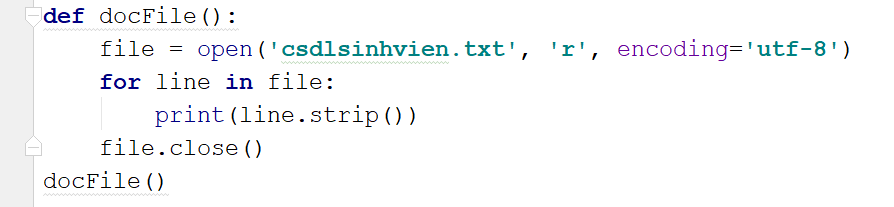 def docFile():
    file = open('csdlsinhvien.txt', 'r', encoding='utf-8')
    for line in file:
        print(line.strip())
    file.close()
docFile()